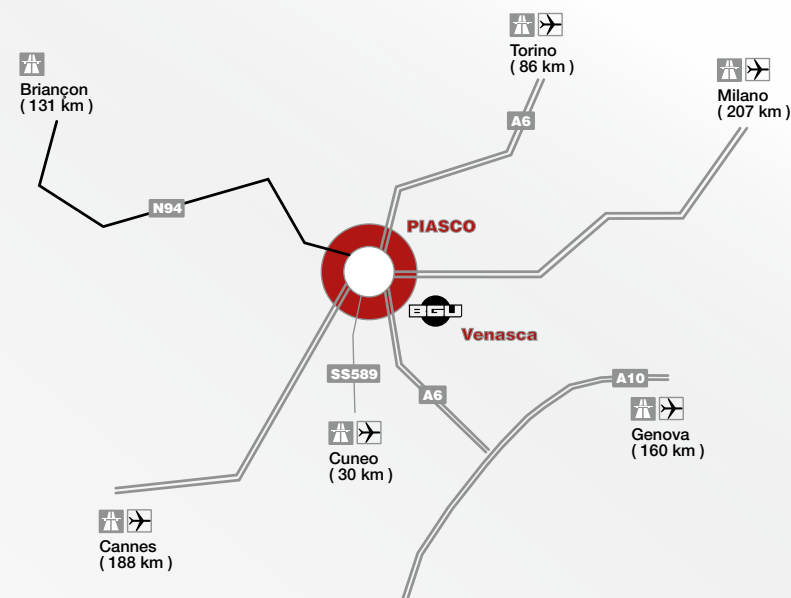 Torino
( 86 km )
Briançon
( 131 km )
Milano
( 207 km )
A6
N94
PIASCO
BGU
Venasca
SS589
A10
A6
Genova
( 160 km )
Cuneo
( 30 km )
Cannes
( 188 km )